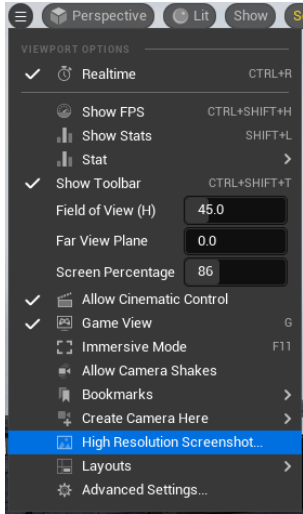 Perspective Lit Show
VIEWPORT OPTIONS
Realtime CTRL+R
Show FPS CTRL+SHIFT+H
Show Stats SHIFT+L
Stat
Show Toolbar CTRL+SHIFT+T
Field of View (H) 45.0
Far View Plane 0.0
Screen Percentage 86
Allow Cinematic Control
Game View G
Immersive Mode F11
Allow Camera Shakes
Bookmarks
Create Camera Here
High Resolution Screenshot...
Layouts
Advanced Settings...